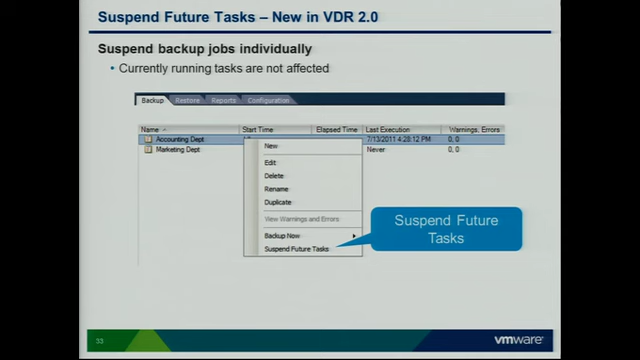 Suspend Future Tasks – New in VDR 2.0
Suspend backup jobs individually
• Currently running tasks are not affected
Backup Restore Reports Configuration
Name Start Time Elapsed Time Last Execution Warnings, Errors
Accounting Dept 7/13/2011 4:28:12 PM 0, 0
Marketing Dept Never 0, 0
New
Edit
Delete
Rename
Duplicate
View Warnings and Errors
Backup Now
Suspend Future Tasks
Suspend Future
Tasks
33
vmware